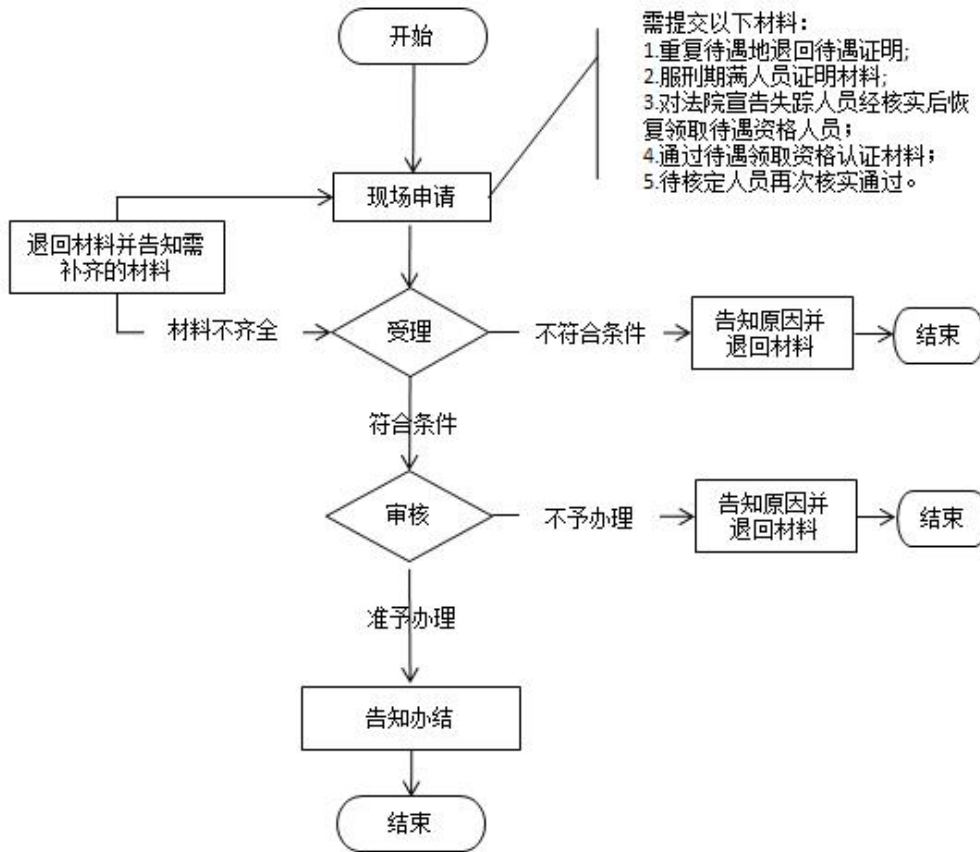 开始
需提交以下材料：
1.重复待遇地退回待遇证明;
2.服刑期满人员证明材料;
3.对法院宣告失踪人员经核实后恢
复领取待遇资格人员；
4.通过待遇领取资格认证材料；
5.待核定人员再次核实通过。
现场申请
退回材料并告知需
补齐的材料
材料不齐全
受理
不符合条件
告知原因并
退回材料
结束
符合条件
审核
不予办理
告知原因并
退回材料
结束
准予办理
告知办结
结束